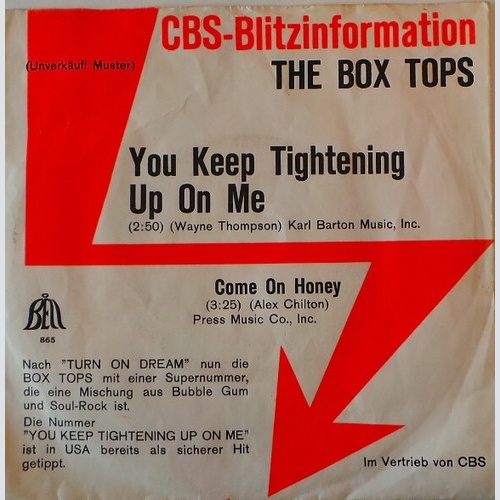 CBS-Blitzinformation
(Unverkäufl Muster)
THE BOX TOPS
You Keep Tightening
Up On Me
(2:50) (Wayne Thompson) Karl Barton Music, Inc.
Come On Honey
(3:25) (Alex Chilton)
Press Music Co., Inc.
BELL
865
Nach "TURN ON DREAM" nun die
BOX TOPS mit einer Supernummer,
die eine Mischung aus Bubble Gum
und Soul-Rock ist.
Die Nummer
"YOU KEEP TIGHTENING UP ON ME"
ist in USA bereits als sicherer Hit
getippt.
Im Vertrieb von CBS